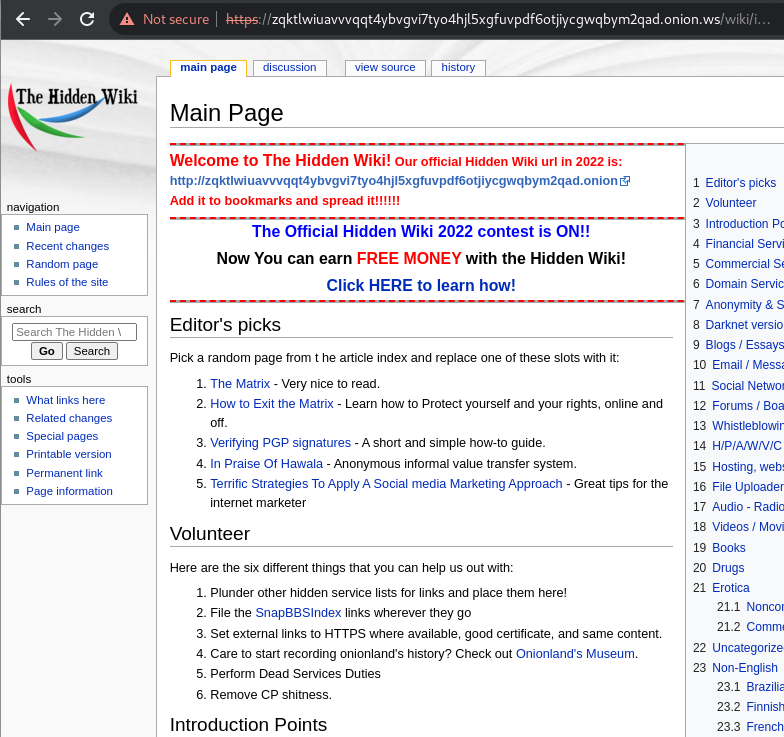 Not secure https://zqktlwiuavvvqqt4ybvgvi7tyo4hjl5xgfuvpdf6otjiycgwqbym2qad.onion.ws/wiki/i…
main page discussion view source history
The Hidden Wiki
Main Page
Welcome to The Hidden Wiki! Our official Hidden Wiki url in 2022 is:
http://zqktlwiuavvvqqt4ybvgvi7tyo4hjl5xgfuvpdf6otjiycgwqbym2qad.onion
Add it to bookmarks and spread it!!!!!!
The Official Hidden Wiki 2022 contest is ON!!
Now You can earn FREE MONEY with the Hidden Wiki!
Click HERE to learn how!
Editor's picks
Pick a random page from t he article index and replace one of these slots with it:
1. The Matrix - Very nice to read.
2. How to Exit the Matrix - Learn how to Protect yourself and your rights, online and
off.
3. Verifying PGP signatures - A short and simple how-to guide.
4. In Praise Of Hawala - Anonymous informal value transfer system.
5. Terrific Strategies To Apply A Social media Marketing Approach - Great tips for the
internet marketer
Volunteer
Here are the six different things that you can help us out with:
1. Plunder other hidden service lists for links and place them here!
2. File the SnapBBSIndex links wherever they go
3. Set external links to HTTPS where available, good certificate, and same content.
4. Care to start recording onionland's history? Check out Onionland's Museum.
5. Perform Dead Services Duties
6. Remove CP shitness.
Introduction Points
navigation
Main page
Recent changes
Random page
Rules of the site
search
Search The Hidden \
Go Search
tools
What links here
Related changes
Special pages
Printable version
Permanent link
Page information
1 Editor's picks
2 Volunteer
3 Introduction Po
4 Financial Servi
5 Commercial Se
6 Domain Servic
7 Anonymity & S
8 Darknet versio
9 Blogs / Essays
10 Email / Messa
11 Social Networ
12 Forums / Boa
13 Whistleblowin
14 H/P/A/W/V/C
15 Hosting, webs
16 File Uploader
17 Audio - Radio
18 Videos / Movi
19 Books
20 Drugs
21 Erotica
21.1 Noncon
21.2 Comme
22 Uncategorize
23 Non-English
23.1 Brazilia
23.2 Finnish
23.3 French